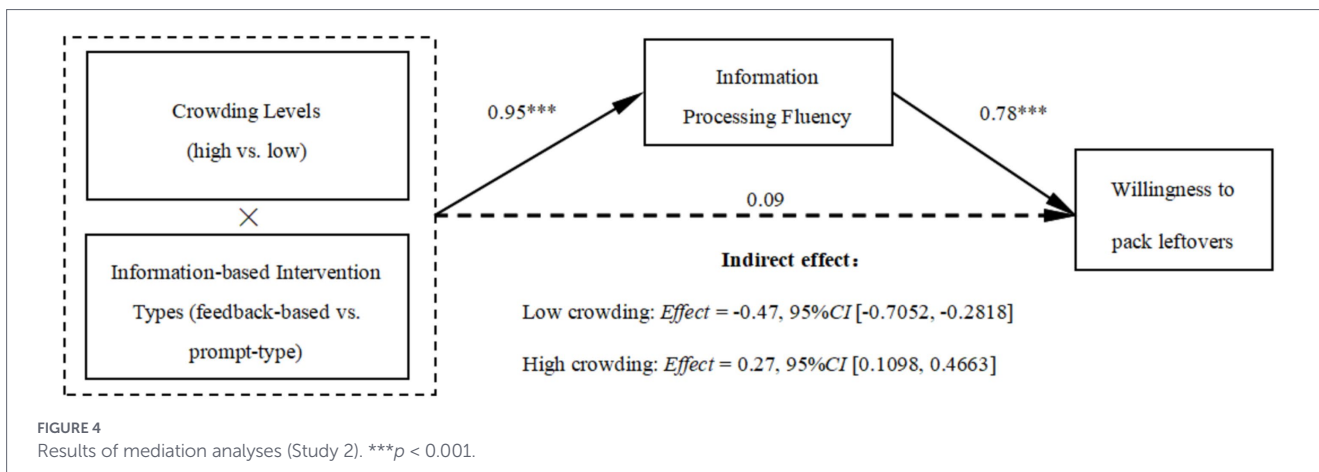 Crowding Levels
(high vs. low)
×
Information-based Intervention
Types (feedback-based vs.
prompt-type)
0.95***
Information
Processing Fluency
0.78***
0.09
Willingness to
pack leftovers
Indirect effect：
Low crowding: Effect = -0.47, 95%CI [-0.7052, -0.2818]
High crowding: Effect = 0.27, 95%CI [0.1098, 0.4663]
FIGURE 4
Results of mediation analyses (Study 2). ***p < 0.001.